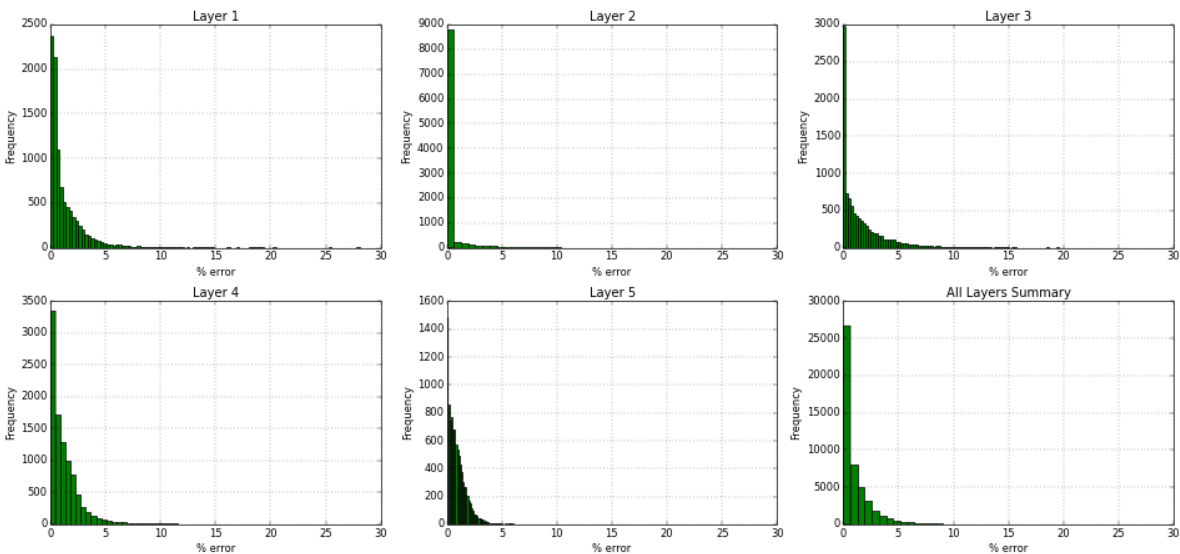 Layer 1
2500
2000
1500
1000
500
0
Frequency
0 5 10 15 20 25 30
% error
Layer 2
9000
8000
7000
6000
5000
4000
3000
2000
1000
0
Frequency
0 5 10 15 20 25 30
% error
Layer 3
3000
2500
2000
1500
1000
500
0
Frequency
0 5 10 15 20 25 30
% error
Layer 4
3500
3000
2500
2000
1500
1000
500
0
Frequency
0 5 10 15 20 25 30
% error
Layer 5
1600
1400
1200
1000
800
600
400
200
0
Frequency
0 5 10 15 20 25 30
% error
All Layers Summary
30000
25000
20000
15000
10000
5000
0
Frequency
0 5 10 15 20 25 30
% error